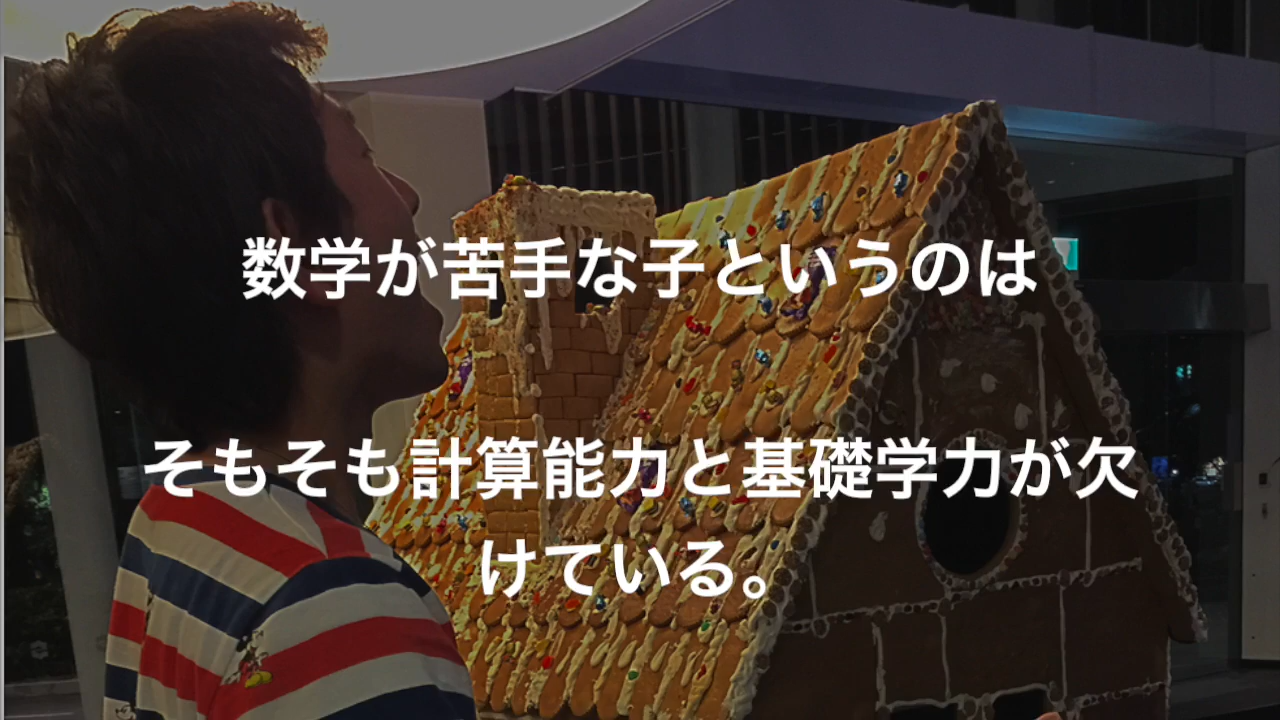 数学が苦手な子というのは
そもそも計算能力と基礎学力が欠
けている。